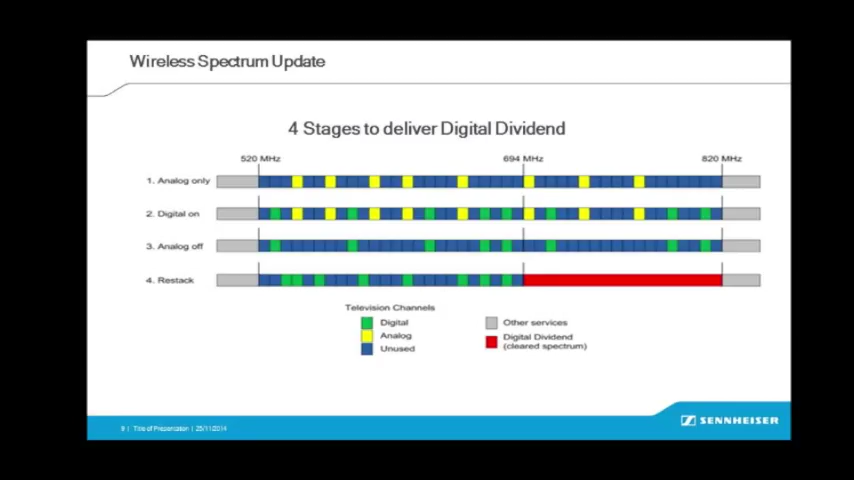 Wireless Spectrum Update
4 Stages to deliver Digital Dividend
520 MHz 694 MHz 820 MHz
1. Analog only
2. Digital on
3. Analog off
4. Restack
Television Channels
Digital
Analog
Unused
Other services
Digital Dividend
(cleared spectrum)
9 | Title of Presentation | 25/11/2014
SENNHEISER